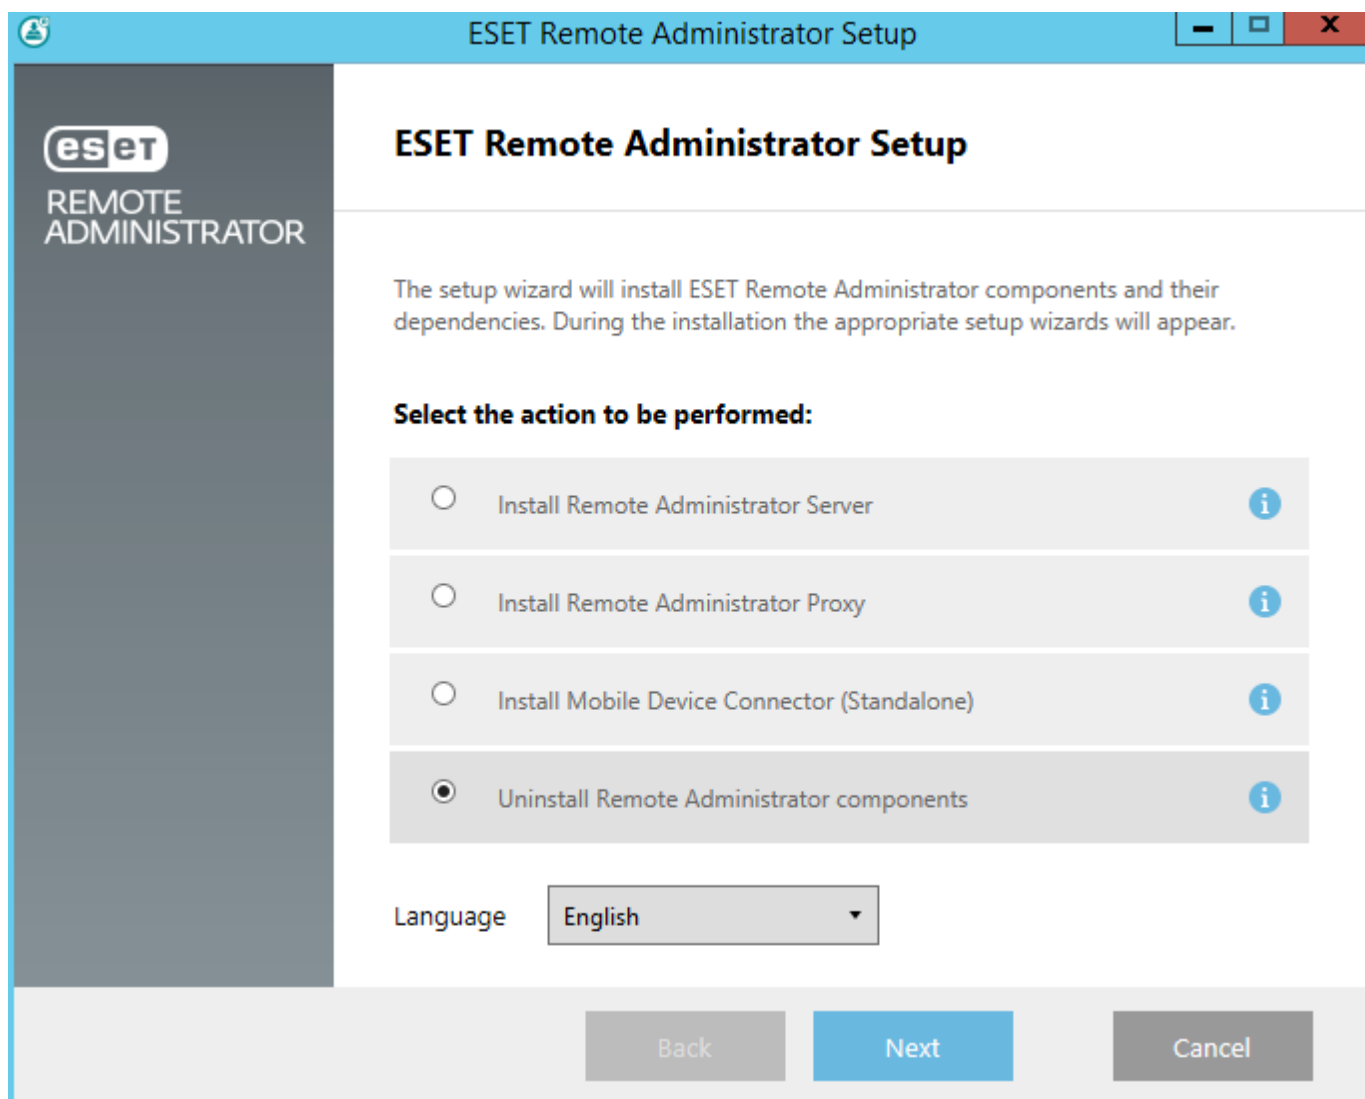 ESET Remote Administrator Setup
eseT
REMOTE
ADMINISTRATOR
ESET Remote Administrator Setup
The setup wizard will install ESET Remote Administrator components and their
dependencies. During the installation the appropriate setup wizards will appear.
Select the action to be performed:
Install Remote Administrator Server
Install Remote Administrator Proxy
Install Mobile Device Connector (Standalone)
Uninstall Remote Administrator components
Language English
Back Next Cancel